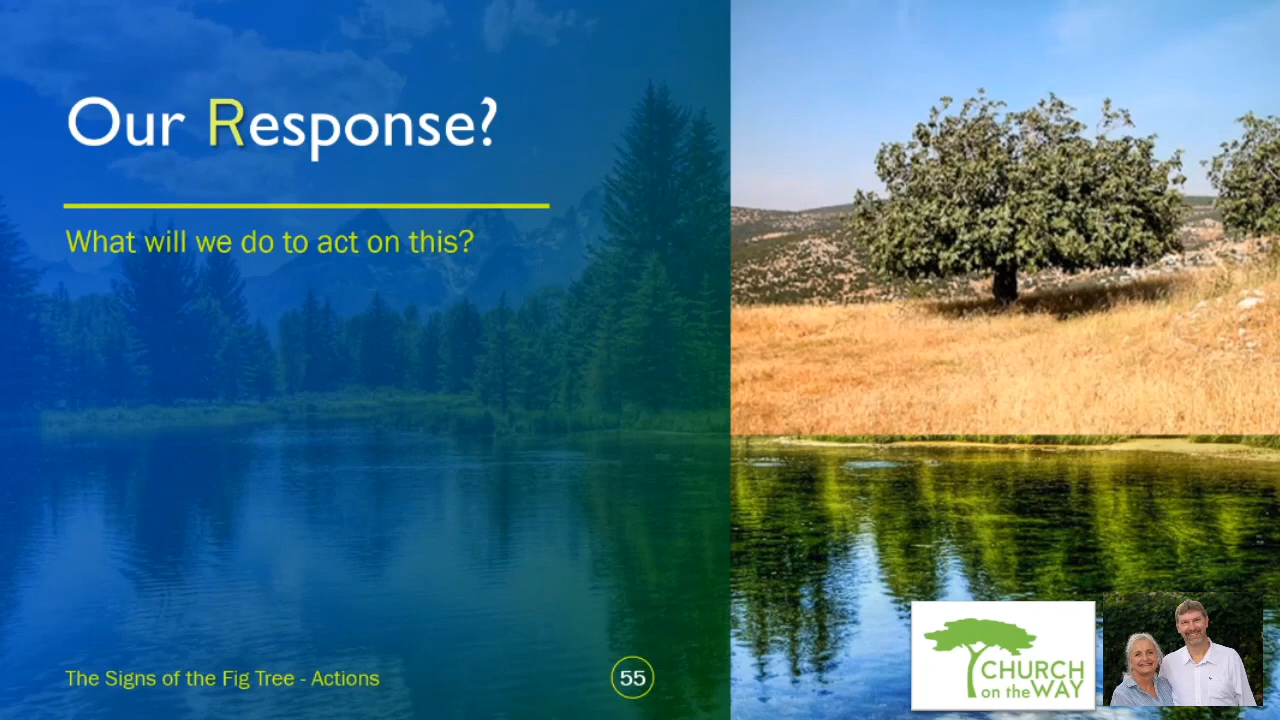 Our Response?
What will we do to act on this?
The Signs of the Fig Tree - Actions
55
CHURCH
on the WAY